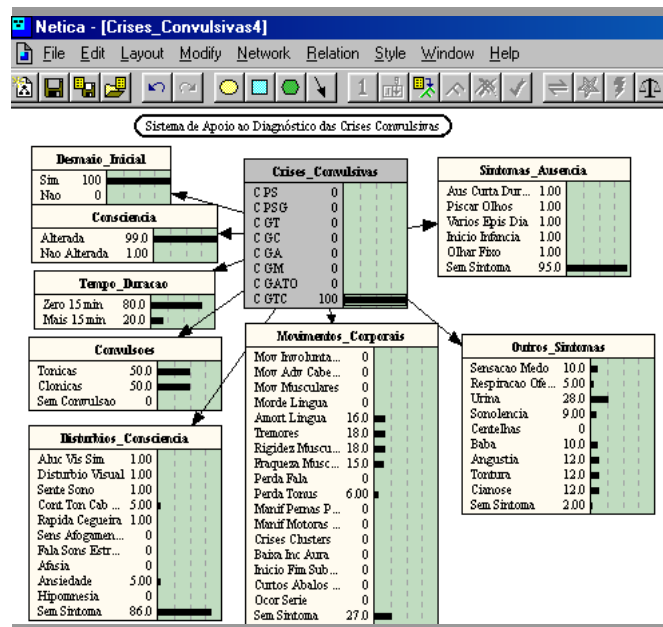 Netica - [Crises_Convulsivas4]
File Edit Layout Modify Network Relation Style Window Help
1
Sistema de Apoio ao Diagnóstico das Crises Convulsivas
Desmaio_Inicial
Sim 100
Nao 0
Consciencia
Alterada 99.0
Nao Alterada 1.00
Tempo_Duracao
Zero 15 min 80.0
Mais 15 min 20.0
Convulsoes
Tonicas 50.0
Clonicas 50.0
Sem Convulsao 0
Disturbios_Consciencia
Aluc Vis Sim 1.00
Disturbio Visual 1.00
Sente Sono 1.00
Cont Ton Cab ... 5.00
Rapida Cegueira 1.00
Sens Afogamen... 0
Fala Sons Estr... 0
Afasia 0
Ansiedade 5.00
Hipomnesia 0
Sem Sintoma 86.0
Crises_Convulsivas
C PS 0
C PSG 0
C GT 0
C GC 0
C GA 0
C GM 0
C GATO 0
C GTC 100
Movimentos_Corporais
Mov Involunta... 0
Mov Adv Cabe... 0
Mov Musculares 0
Morde Lingua 0
Amort Lingua 16.0
Tremores 18.0
Rigidez Muscu... 18.0
Fraqueza Musc... 15.0
Perda Fala 0
Perda Tonus 6.00
Manif Pernas P... 0
Manif Motoras ... 0
Crises Clusters 0
Baixa Inc Aura 0
Inicio Fim Sub... 0
Curtos Abalos ... 0
Ocor Serie 0
Sem Sintoma 27.0
Sintomas_Ausencia
Aus Curta Dur... 1.00
Piscar Olhos 1.00
Varios Epis Dia 1.00
Inicio Infancia 1.00
Olhar Fixo 1.00
Sem Sintoma 95.0
Outros_Sintomas
Sensacao Medo 10.0
Respiracao Ofe... 5.00
Urina 28.0
Sonolencia 9.00
Centelhas 0
Baba 10.0
Angustia 12.0
Tontura 12.0
Cianose 12.0
Sem Sintoma 2.00